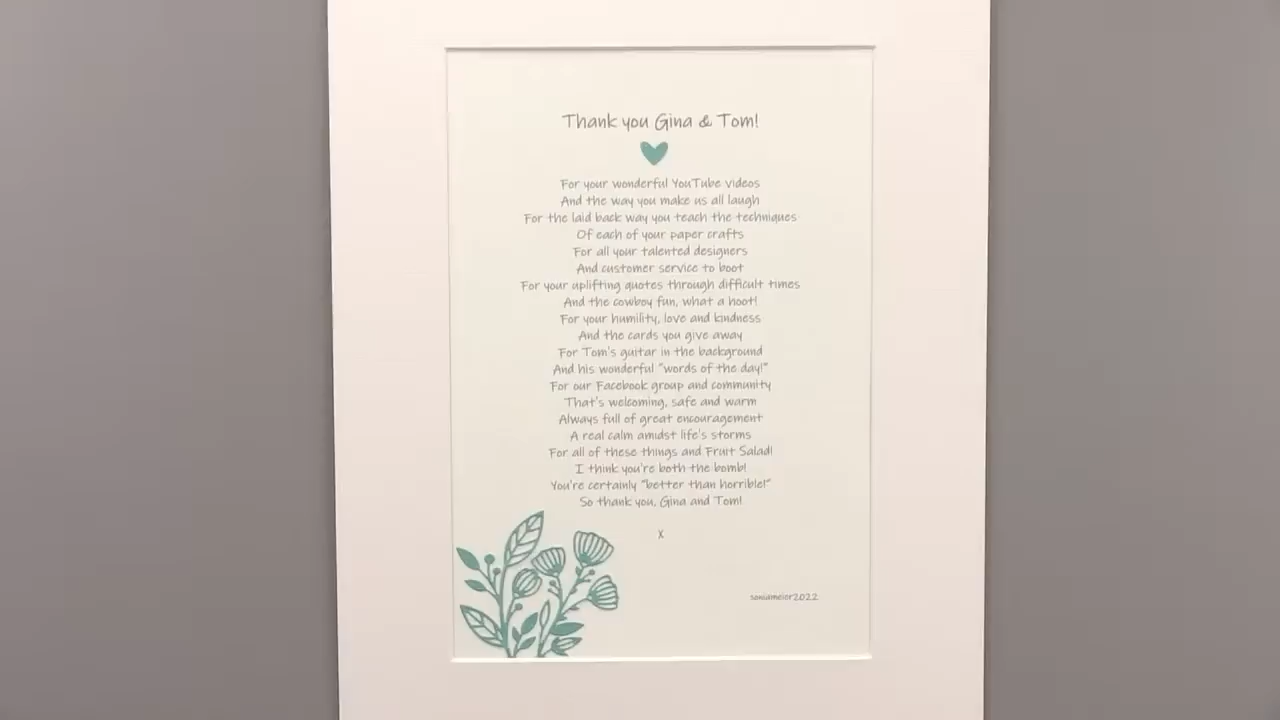 Thank you Gina & Tom!
For your wonderful YouTube videos
And the way you make us all laugh
For the laid back way you teach the techniques
Of each of your paper crafts
For all your talented designers
And customer service to boot
For your uplifting quotes through difficult times
And the cowboy fun, what a hoot!
For your humility, love and kindness
And the cards you give away
For Tom's guitar in the background
And his wonderful "words of the day!"
For our Facebook group and community
That's welcoming, safe and warm
Always full of great encouragement
A real calm amidst life's storms
For all of these things and Fruit Salad!
I think you're both the bomb!
You're certainly "better than horrible!"
So thank you, Gina and Tom!
x
soniameier2022